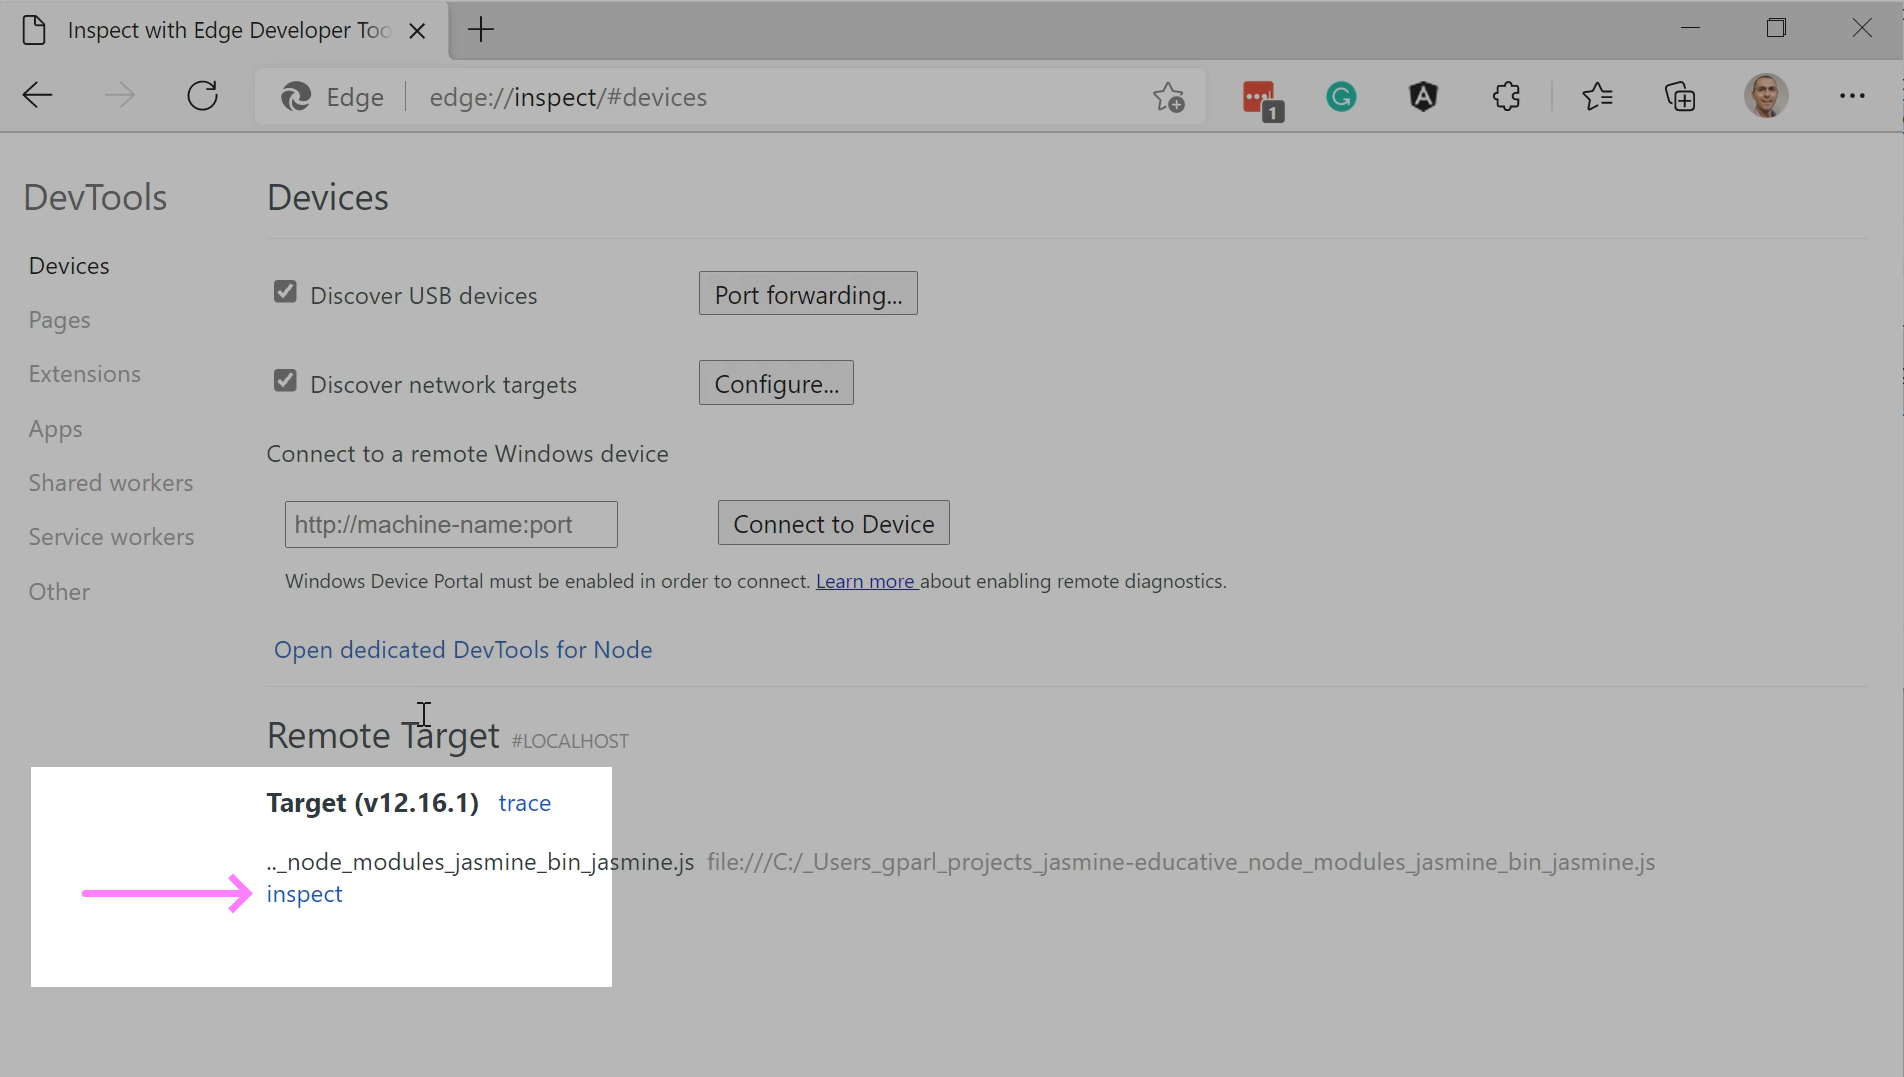 Inspect with Edge Developer Too
Edge edge://inspect/#devices
1
DevTools
Devices
Devices
Pages
Extensions
Apps
Shared workers
Service workers
Other
Discover USB devices
Port forwarding...
Discover network targets
Configure...
Connect to a remote Windows device
http://machine-name:port
Connect to Device
Windows Device Portal must be enabled in order to connect. Learn more about enabling remote diagnostics.
Open dedicated DevTools for Node
Remote Target #LOCALHOST
Target (v12.16.1) trace
.._node_modules_jasmine_bin_jasmine.js file:///C:/_Users_gparl_projects_jasmine-educative_node_modules_jasmine_bin_jasmine.js
inspect